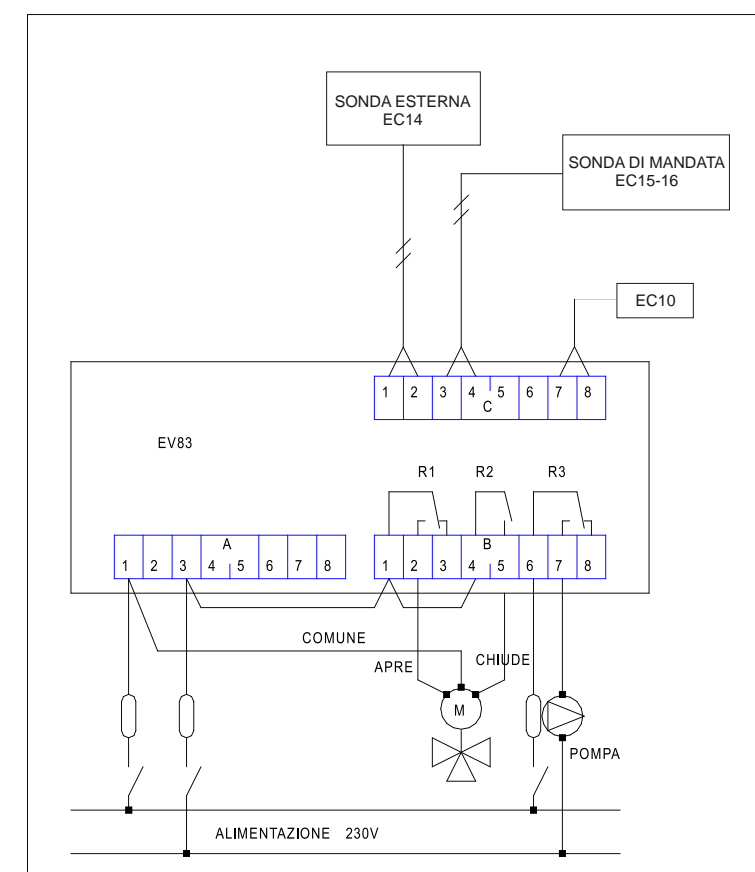 SONDA ESTERNA
EC14
SONDA DI MANDATA
EC15-16
EC10
1 2 3 4 5 6 7 8
C
EV83
R1 R2 R3
A
1 2 3 4 5 6 7 8
B
1 2 3 4 5 6 7 8
COMUNE
APRE
CHIUDE
M
POMPA
ALIMENTAZIONE 230V